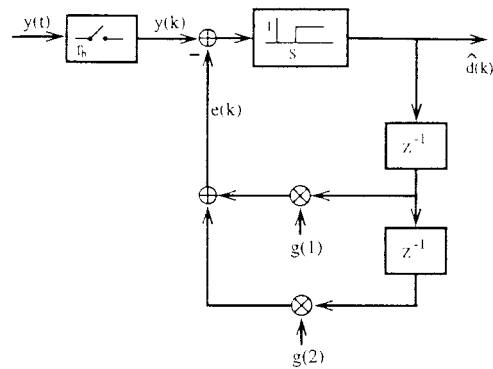 y(t)
T_h
y(k)
−
1
S
d̂(k)
e(k)
Z⁻¹
g(1)
Z⁻¹
g(2)